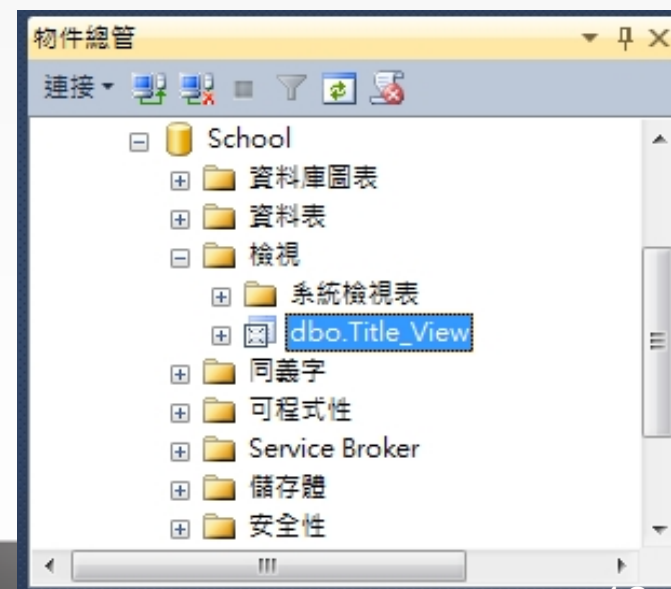 物件總管
連接
School
資料庫圖表
資料表
檢視
系統檢視表
dbo.Title_View
同義字
可程式性
Service Broker
儲存體
安全性